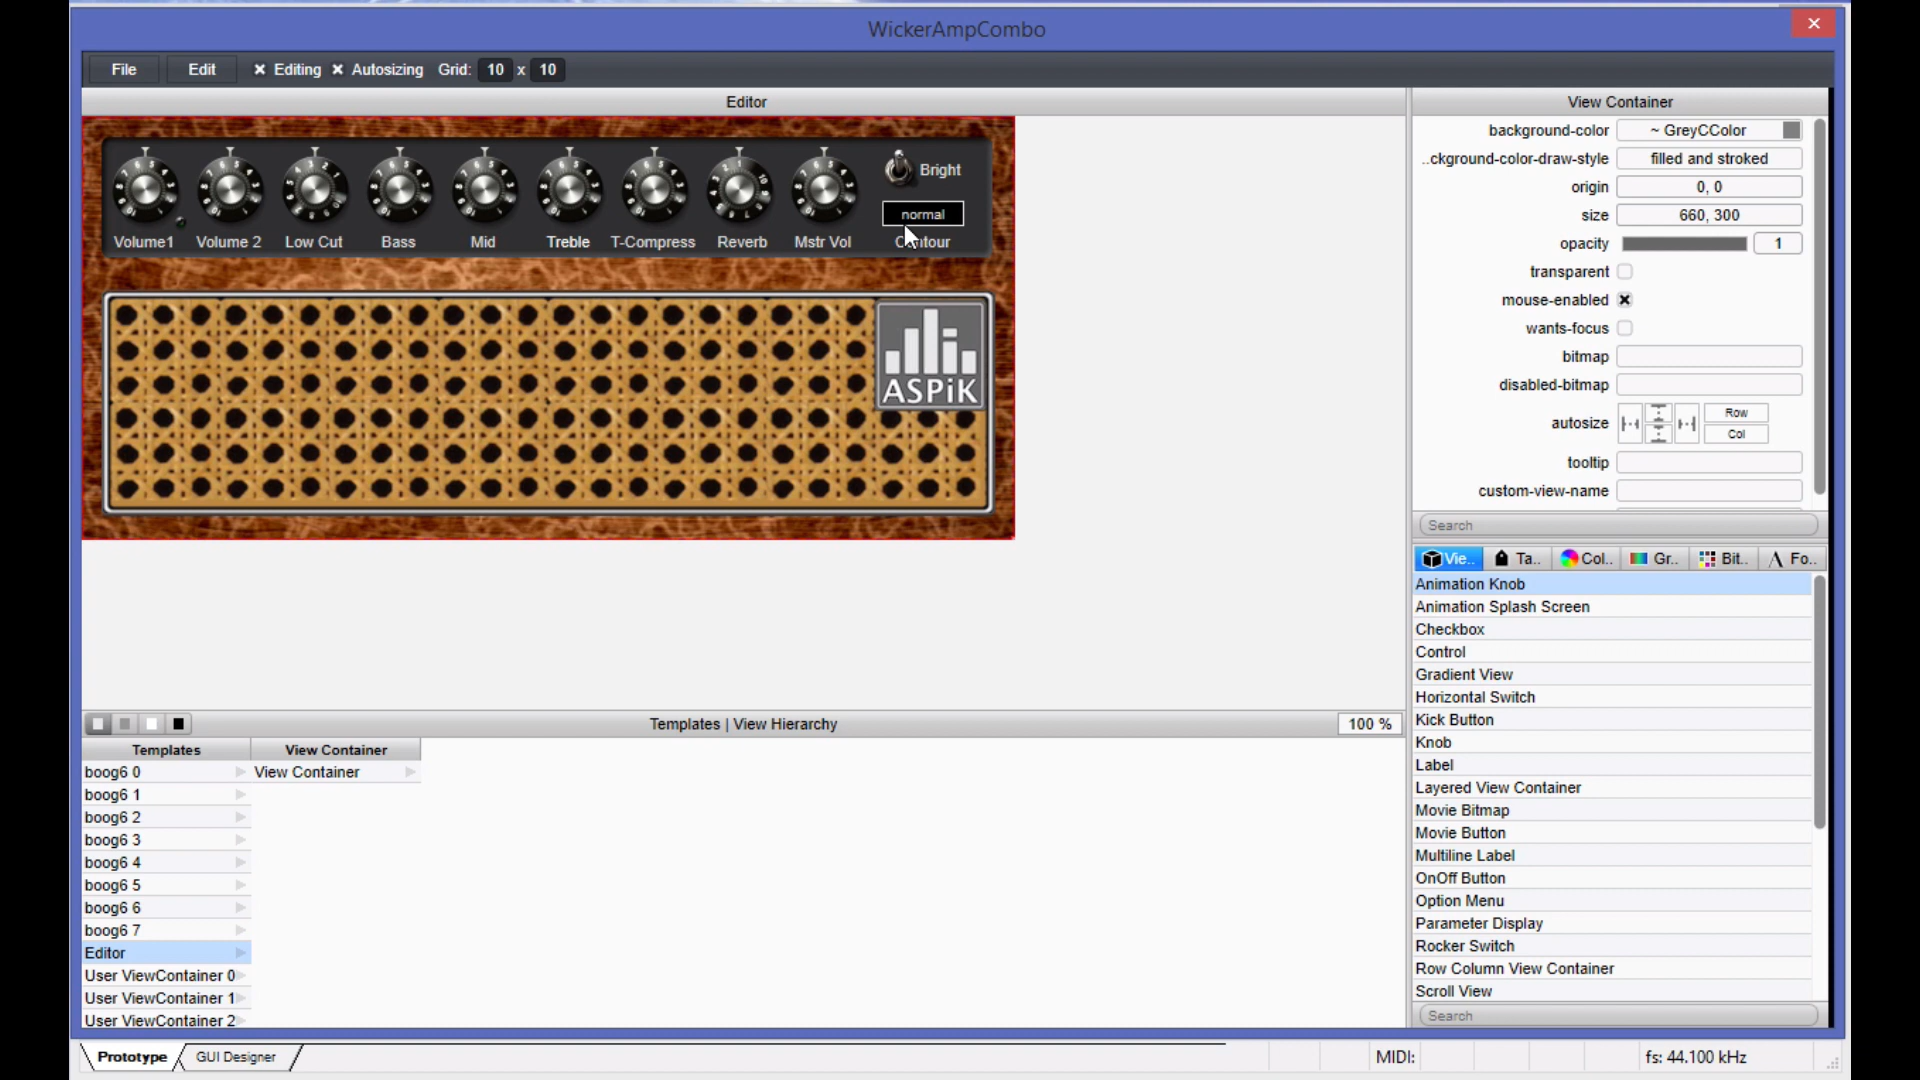 WickerAmpCombo
File Edit Editing Autosizing Grid: 10 x 10
Editor
View Container
Bright
normal
Volume1 Volume 2 Low Cut Bass Mid Treble T-Compress Reverb Mstr Vol
ASPiK
background-color ~ GreyCColor
..ckground-color-draw-style filled and stroked
origin 0, 0
size 660, 300
opacity 1
transparent
mouse-enabled
wants-focus
bitmap
disabled-bitmap
autosize Row
Col
tooltip
custom-view-name
Search
Vie.. Ta.. Col.. Gr.. Bit.. Fo..
Animation Knob
Animation Splash Screen
Checkbox
Control
Gradient View
Horizontal Switch
Kick Button
Knob
Label
Layered View Container
Movie Bitmap
Movie Button
Multiline Label
OnOff Button
Option Menu
Parameter Display
Rocker Switch
Row Column View Container
Scroll View
Search
Templates | View Hierarchy 100 %
Templates View Container
boog6 0 View Container
boog6 1
boog6 2
boog6 3
boog6 4
boog6 5
boog6 6
boog6 7
Editor
User ViewContainer 0
User ViewContainer 1
User ViewContainer 2
Prototype GUI Designer MIDI: fs: 44.100 kHz